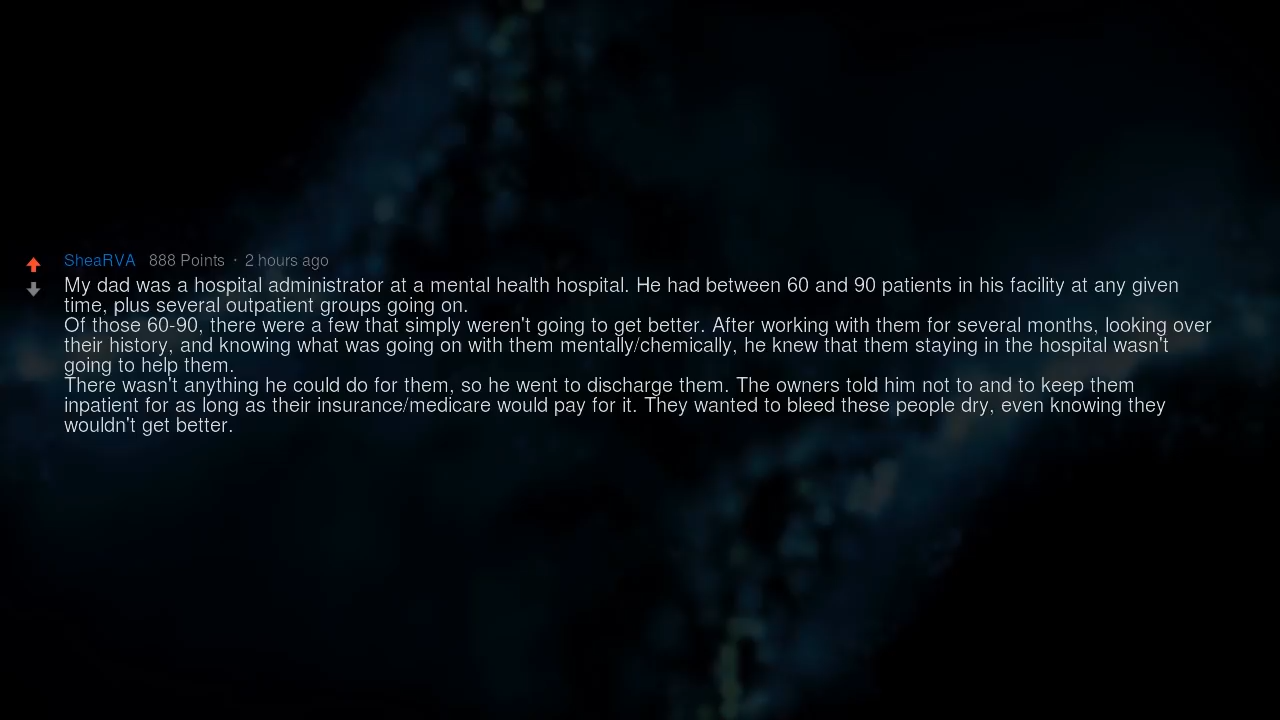 SheaRVA 888 Points · 2 hours ago
My dad was a hospital administrator at a mental health hospital. He had between 60 and 90 patients in his facility at any given
time, plus several outpatient groups going on.
Of those 60-90, there were a few that simply weren't going to get better. After working with them for several months, looking over
their history, and knowing what was going on with them mentally/chemically, he knew that them staying in the hospital wasn't
going to help them.
There wasn't anything he could do for them, so he went to discharge them. The owners told him not to and to keep them
inpatient for as long as their insurance/medicare would pay for it. They wanted to bleed these people dry, even knowing they
wouldn't get better.